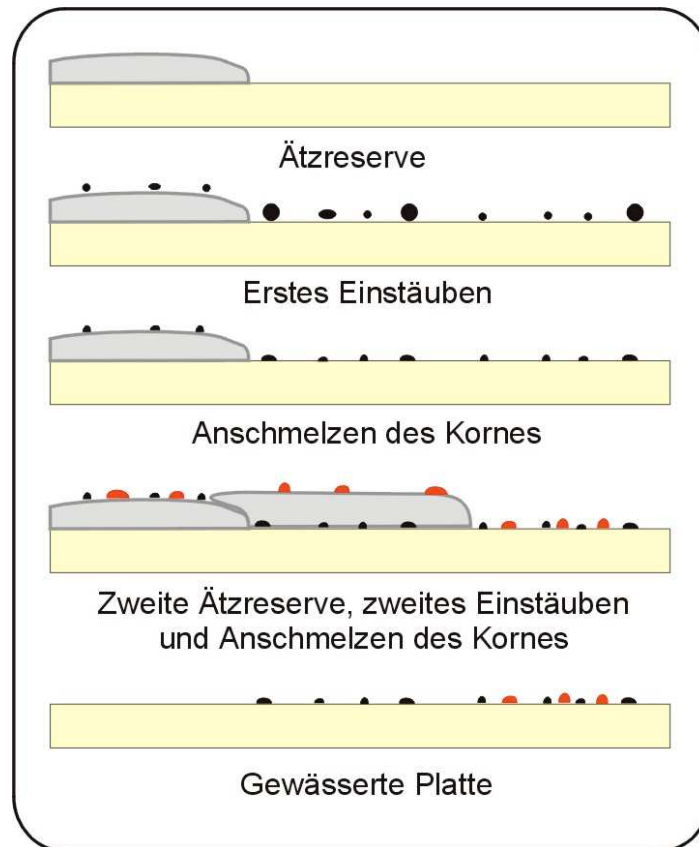 Ätzreserve
Erstes Einstäuben
Anschmelzen des Kornes
Zweite Ätzreserve, zweites Einstäuben
und Anschmelzen des Kornes
Gewässerte Platte